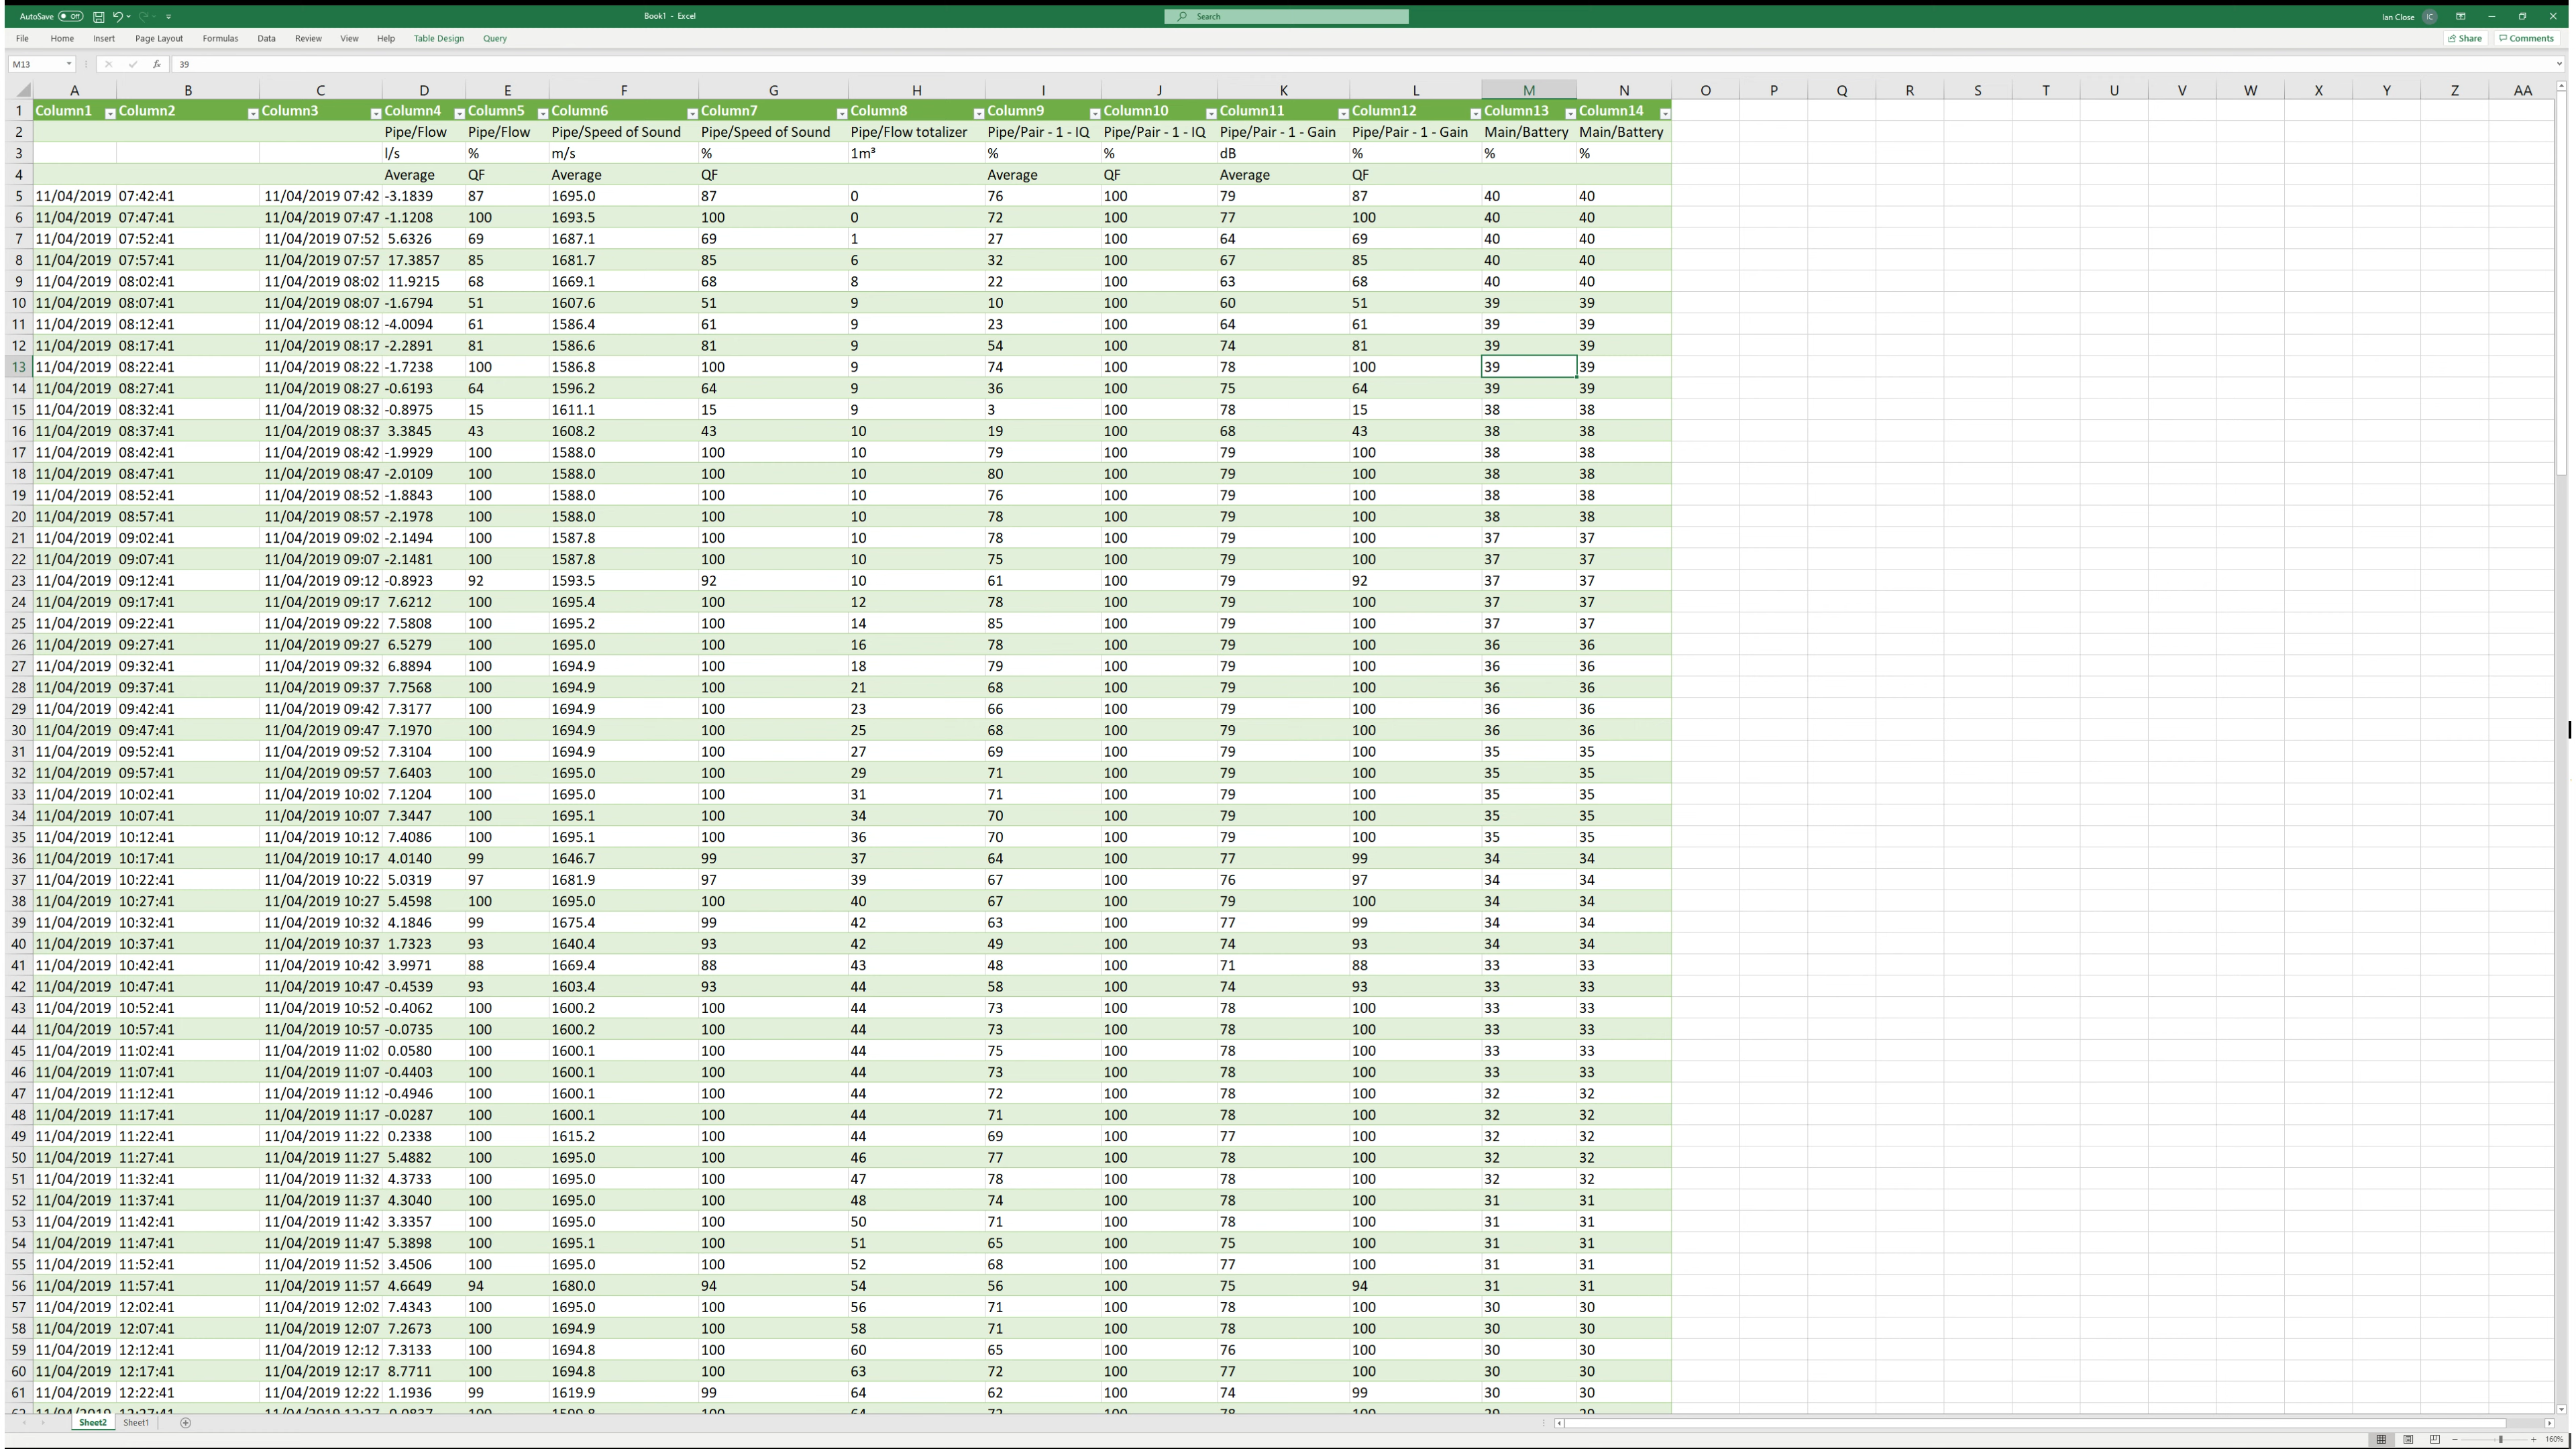 AutoSave Off Book1 - Excel Search Ian Close IC
File Home Insert Page Layout Formulas Data Review View Help Table Design Query Share Comments
M13 fx 39
A B C D E F G H I J K L M N O P Q R S T U V W X Y Z AA
1 Column1 Column2 Column3 Column4 Column5 Column6 Column7 Column8 Column9 Column10 Column11 Column12 Column13 Column14
2 Pipe/Flow Pipe/Flow Pipe/Speed of Sound Pipe/Speed of Sound Pipe/Flow totalizer Pipe/Pair - 1 - IQ Pipe/Pair - 1 - IQ Pipe/Pair - 1 - Gain Pipe/Pair - 1 - Gain Main/Battery Main/Battery
3 l/s % m/s % 1m³ % % dB % % %
4 Average QF Average QF Average QF Average QF
5 11/04/2019 07:42:41 11/04/2019 07:42 -3.1839 87 1695.0 87 0 76 100 79 87 40 40
6 11/04/2019 07:47:41 11/04/2019 07:47 -1.1208 100 1693.5 100 0 72 100 77 100 40 40
7 11/04/2019 07:52:41 11/04/2019 07:52 5.6326 69 1687.1 69 1 27 100 64 69 40 40
8 11/04/2019 07:57:41 11/04/2019 07:57 17.3857 85 1681.7 85 6 32 100 67 85 40 40
9 11/04/2019 08:02:41 11/04/2019 08:02 11.9215 68 1669.1 68 8 22 100 63 68 40 40
10 11/04/2019 08:07:41 11/04/2019 08:07 -1.6794 51 1607.6 51 9 10 100 60 51 39 39
11 11/04/2019 08:12:41 11/04/2019 08:12 -4.0094 61 1586.4 61 9 23 100 64 61 39 39
12 11/04/2019 08:17:41 11/04/2019 08:17 -2.2891 81 1586.6 81 9 54 100 74 81 39 39
13 11/04/2019 08:22:41 11/04/2019 08:22 -1.7238 100 1586.8 100 9 74 100 78 100 39 39
14 11/04/2019 08:27:41 11/04/2019 08:27 -0.6193 64 1596.2 64 9 36 100 75 64 39 39
15 11/04/2019 08:32:41 11/04/2019 08:32 -0.8975 15 1611.1 15 9 3 100 78 15 38 38
16 11/04/2019 08:37:41 11/04/2019 08:37 3.3845 43 1608.2 43 10 19 100 68 43 38 38
17 11/04/2019 08:42:41 11/04/2019 08:42 -1.9929 100 1588.0 100 10 79 100 79 100 38 38
18 11/04/2019 08:47:41 11/04/2019 08:47 -2.0109 100 1588.0 100 10 80 100 79 100 38 38
19 11/04/2019 08:52:41 11/04/2019 08:52 -1.8843 100 1588.0 100 10 76 100 79 100 38 38
20 11/04/2019 08:57:41 11/04/2019 08:57 -2.1978 100 1588.0 100 10 78 100 79 100 38 38
21 11/04/2019 09:02:41 11/04/2019 09:02 -2.1494 100 1587.8 100 10 78 100 79 100 37 37
22 11/04/2019 09:07:41 11/04/2019 09:07 -2.1481 100 1587.8 100 10 75 100 79 100 37 37
23 11/04/2019 09:12:41 11/04/2019 09:12 -0.8923 92 1593.5 92 10 61 100 79 92 37 37
24 11/04/2019 09:17:41 11/04/2019 09:17 7.6212 100 1695.4 100 12 78 100 79 100 37 37
25 11/04/2019 09:22:41 11/04/2019 09:22 7.5808 100 1695.2 100 14 85 100 79 100 37 37
26 11/04/2019 09:27:41 11/04/2019 09:27 6.5279 100 1695.0 100 16 78 100 79 100 36 36
27 11/04/2019 09:32:41 11/04/2019 09:32 6.8894 100 1694.9 100 18 79 100 79 100 36 36
28 11/04/2019 09:37:41 11/04/2019 09:37 7.7568 100 1694.9 100 21 68 100 79 100 36 36
29 11/04/2019 09:42:41 11/04/2019 09:42 7.3177 100 1694.9 100 23 66 100 79 100 36 36
30 11/04/2019 09:47:41 11/04/2019 09:47 7.1970 100 1694.9 100 25 68 100 79 100 36 36
31 11/04/2019 09:52:41 11/04/2019 09:52 7.3104 100 1694.9 100 27 69 100 79 100 35 35
32 11/04/2019 09:57:41 11/04/2019 09:57 7.6403 100 1695.0 100 29 71 100 79 100 35 35
33 11/04/2019 10:02:41 11/04/2019 10:02 7.1204 100 1695.0 100 31 71 100 79 100 35 35
34 11/04/2019 10:07:41 11/04/2019 10:07 7.3447 100 1695.1 100 34 70 100 79 100 35 35
35 11/04/2019 10:12:41 11/04/2019 10:12 7.4086 100 1695.1 100 36 70 100 79 100 35 35
36 11/04/2019 10:17:41 11/04/2019 10:17 4.0140 99 1646.7 99 37 64 100 77 99 34 34
37 11/04/2019 10:22:41 11/04/2019 10:22 5.0319 97 1681.9 97 39 67 100 76 97 34 34
38 11/04/2019 10:27:41 11/04/2019 10:27 5.4598 100 1695.0 100 40 67 100 79 100 34 34
39 11/04/2019 10:32:41 11/04/2019 10:32 4.1846 99 1675.4 99 42 63 100 77 99 34 34
40 11/04/2019 10:37:41 11/04/2019 10:37 1.7323 93 1640.4 93 42 49 100 74 93 34 34
41 11/04/2019 10:42:41 11/04/2019 10:42 3.9971 88 1669.4 88 43 48 100 71 88 33 33
42 11/04/2019 10:47:41 11/04/2019 10:47 -0.4539 93 1603.4 93 44 58 100 74 93 33 33
43 11/04/2019 10:52:41 11/04/2019 10:52 -0.4062 100 1600.2 100 44 73 100 78 100 33 33
44 11/04/2019 10:57:41 11/04/2019 10:57 -0.0735 100 1600.2 100 44 73 100 78 100 33 33
45 11/04/2019 11:02:41 11/04/2019 11:02 0.0580 100 1600.1 100 44 75 100 78 100 33 33
46 11/04/2019 11:07:41 11/04/2019 11:07 -0.4403 100 1600.1 100 44 73 100 78 100 33 33
47 11/04/2019 11:12:41 11/04/2019 11:12 -0.4946 100 1600.1 100 44 72 100 78 100 32 32
48 11/04/2019 11:17:41 11/04/2019 11:17 -0.0287 100 1600.1 100 44 71 100 78 100 32 32
49 11/04/2019 11:22:41 11/04/2019 11:22 0.2338 100 1615.2 100 44 69 100 77 100 32 32
50 11/04/2019 11:27:41 11/04/2019 11:27 5.4882 100 1695.0 100 46 77 100 78 100 32 32
51 11/04/2019 11:32:41 11/04/2019 11:32 4.3733 100 1695.0 100 47 78 100 78 100 32 32
52 11/04/2019 11:37:41 11/04/2019 11:37 4.3040 100 1695.0 100 48 74 100 78 100 31 31
53 11/04/2019 11:42:41 11/04/2019 11:42 3.3357 100 1695.0 100 50 71 100 78 100 31 31
54 11/04/2019 11:47:41 11/04/2019 11:47 5.3898 100 1695.1 100 51 65 100 75 100 31 31
55 11/04/2019 11:52:41 11/04/2019 11:52 3.4506 100 1695.0 100 52 68 100 77 100 31 31
56 11/04/2019 11:57:41 11/04/2019 11:57 4.6649 94 1680.0 94 54 56 100 75 94 31 31
57 11/04/2019 12:02:41 11/04/2019 12:02 7.4343 100 1695.0 100 56 71 100 78 100 30 30
58 11/04/2019 12:07:41 11/04/2019 12:07 7.2673 100 1694.9 100 58 71 100 78 100 30 30
59 11/04/2019 12:12:41 11/04/2019 12:12 7.3133 100 1694.8 100 60 65 100 76 100 30 30
60 11/04/2019 12:17:41 11/04/2019 12:17 8.7711 100 1694.8 100 63 72 100 77 100 30 30
61 11/04/2019 12:22:41 11/04/2019 12:22 1.1936 99 1619.9 99 64 62 100 74 99 30 30
Sheet2 Sheet1
160%